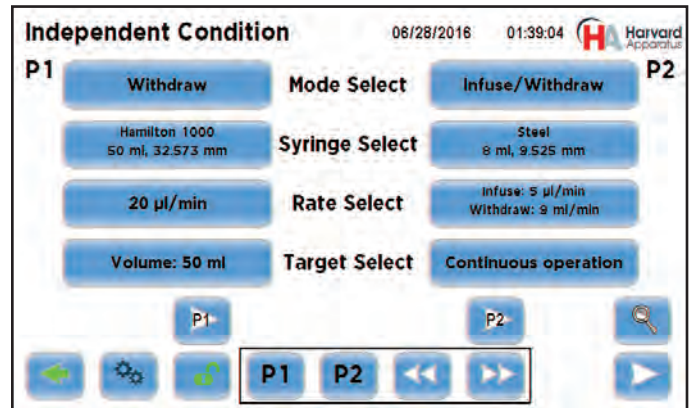 Independent Condition 06/28/2016 01:39:04 HA Harvard Apparatus
P1 Withdraw Mode Select Infuse/Withdraw P2
Hamilton 1000 Steel
50 ml, 32.573 mm Syringe Select 8 ml, 9.525 mm
20 µl/min Rate Select Infuse: 5 µl/min
Withdraw: 9 ml/min
Volume: 50 ml Target Select Continuous operation
P1 P2
P1 P2